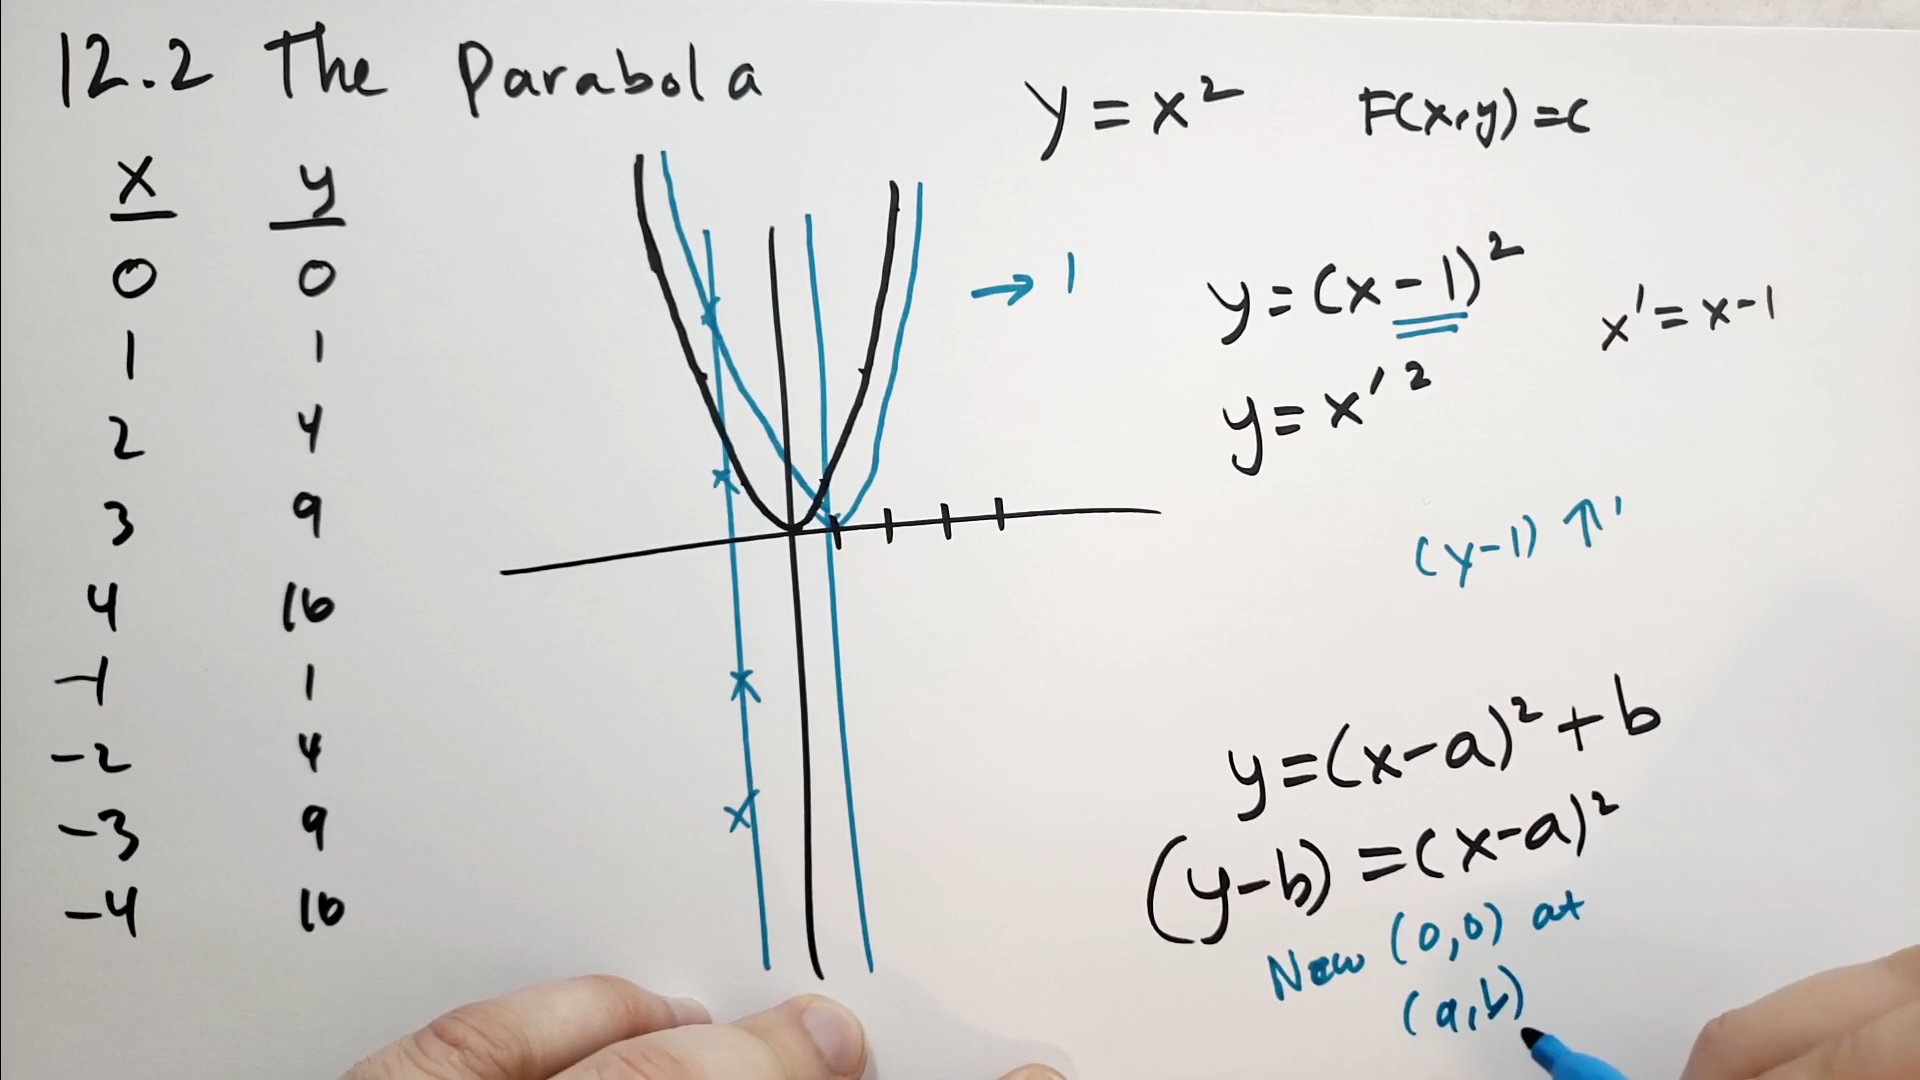 12.2 The Parabola
y = x²    F(x,y) = c
x    y
0    0
1    1
2    4
3    9
4    16
-1    1
-2    4
-3    9
-4    16
→ 1
y = (x - 1)²    x' = x - 1
y = x'²
(y-1) ↑ 1
y = (x-a)² + b
(y-b) = (x-a)²
New (0,0) at
(a,b)